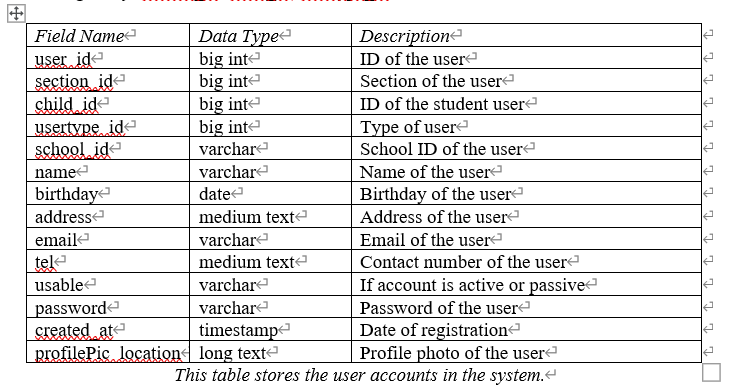 Field Name Data Type Description
user_id big int ID of the user
section_id big int Section of the user
child_id big int ID of the student user
usertype_id big int Type of user
school_id varchar School ID of the user
name varchar Name of the user
birthday date Birthday of the user
address medium text Address of the user
email varchar Email of the user
tel medium text Contact number of the user
usable varchar If account is active or passive
password varchar Password of the user
created_at timestamp Date of registration
profilePic_location long text Profile photo of the user
This table stores the user accounts in the system.